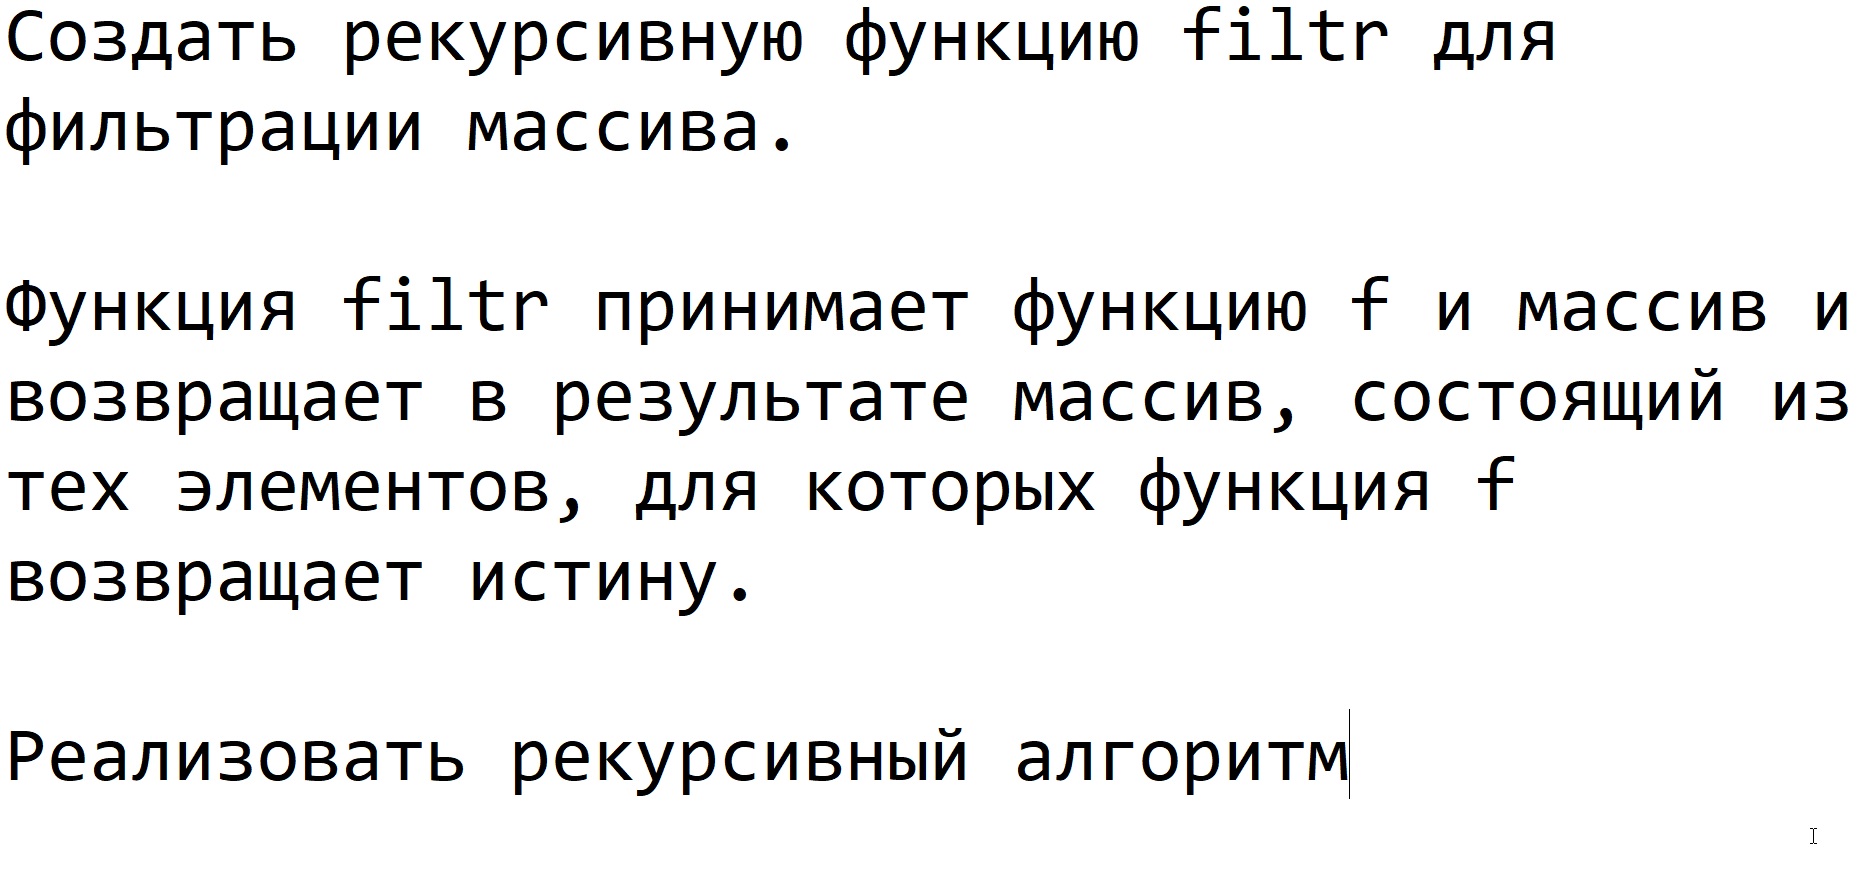 Создать рекурсивную функцию filtr для
фильтрации массива.
Функция filtr принимает функцию f и массив и
возвращает в результате массив, состоящий из
тех элементов, для которых функция f
возвращает истину.
Реализовать рекурсивный алгоритм